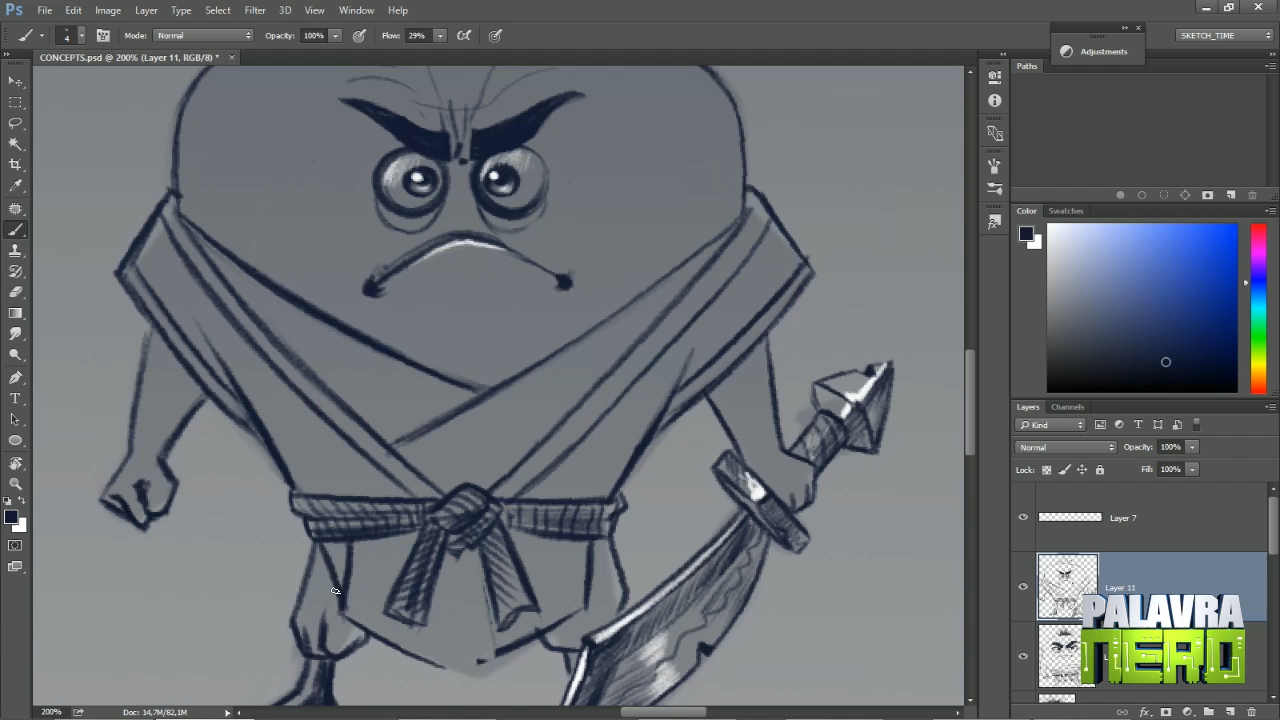 Ps File Edit Image Layer Type Select Filter 3D View Window Help
4 Mode: Normal Opacity: 100% Flow: 29% SKETCH_TIME
CONCEPTS.psd @ 200% (Layer 11, RGB/8) * ×
Adjustments
Paths
Color Swatches
Layers Channels
Kind
Normal Opacity: 100%
Lock: Fill: 100%
Layer 7
Layer 11
PALAVRA
NERD
200% Doc: 14,7M/82,1M